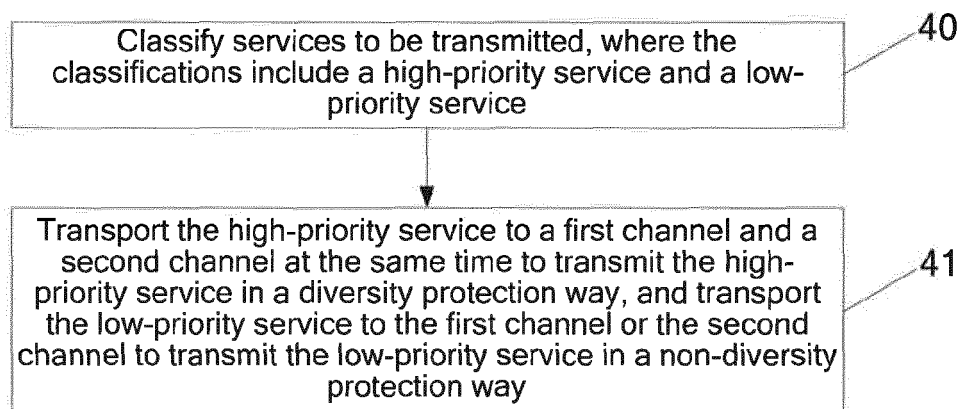 Classify services to be transmitted, where the
classifications include a high-priority service and a low-
priority service
40
Transport the high-priority service to a first channel and a
second channel at the same time to transmit the high-
priority service in a diversity protection way, and transport
the low-priority service to the first channel or the second
channel to transmit the low-priority service in a non-diversity
protection way
41